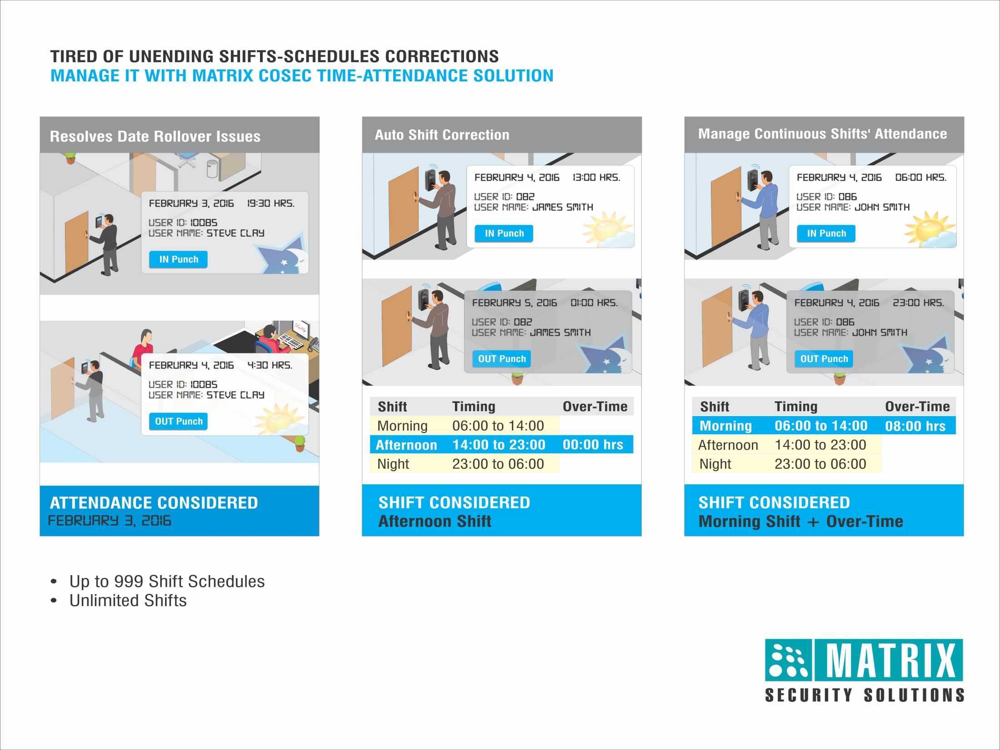 TIRED OF UNENDING SHIFTS-SCHEDULES CORRECTIONS
MANAGE IT WITH MATRIX COSEC TIME-ATTENDANCE SOLUTION
Resolves Date Rollover Issues
FEBRUARY 3, 2016 19:30 HRS.
USER ID: 10085
USER NAME: STEVE CLAY
IN Punch
Tally
FEBRUARY 4, 2016 4:30 HRS.
USER ID: 10085
USER NAME: STEVE CLAY
OUT Punch
ATTENDANCE CONSIDERED
FEBRUARY 3, 2016
Auto Shift Correction
FEBRUARY 4, 2016 13:00 HRS.
USER ID: 082
USER NAME: JAMES SMITH
IN Punch
FEBRUARY 5, 2016 01:00 HRS.
USER ID: 082
USER NAME: JAMES SMITH
OUT Punch
Shift Timing Over-Time
Morning 06:00 to 14:00
Afternoon 14:00 to 23:00 00:00 hrs
Night 23:00 to 06:00
SHIFT CONSIDERED
Afternoon Shift
Manage Continuous Shifts' Attendance
FEBRUARY 4, 2016 06:00 HRS.
USER ID: 086
USER NAME: JOHN SMITH
IN Punch
FEBRUARY 4, 2016 23:00 HRS.
USER ID: 086
USER NAME: JOHN SMITH
OUT Punch
Shift Timing Over-Time
Morning 06:00 to 14:00 08:00 hrs
Afternoon 14:00 to 23:00
Night 23:00 to 06:00
SHIFT CONSIDERED
Morning Shift + Over-Time
• Up to 999 Shift Schedules
• Unlimited Shifts
MATRIX
SECURITY SOLUTIONS